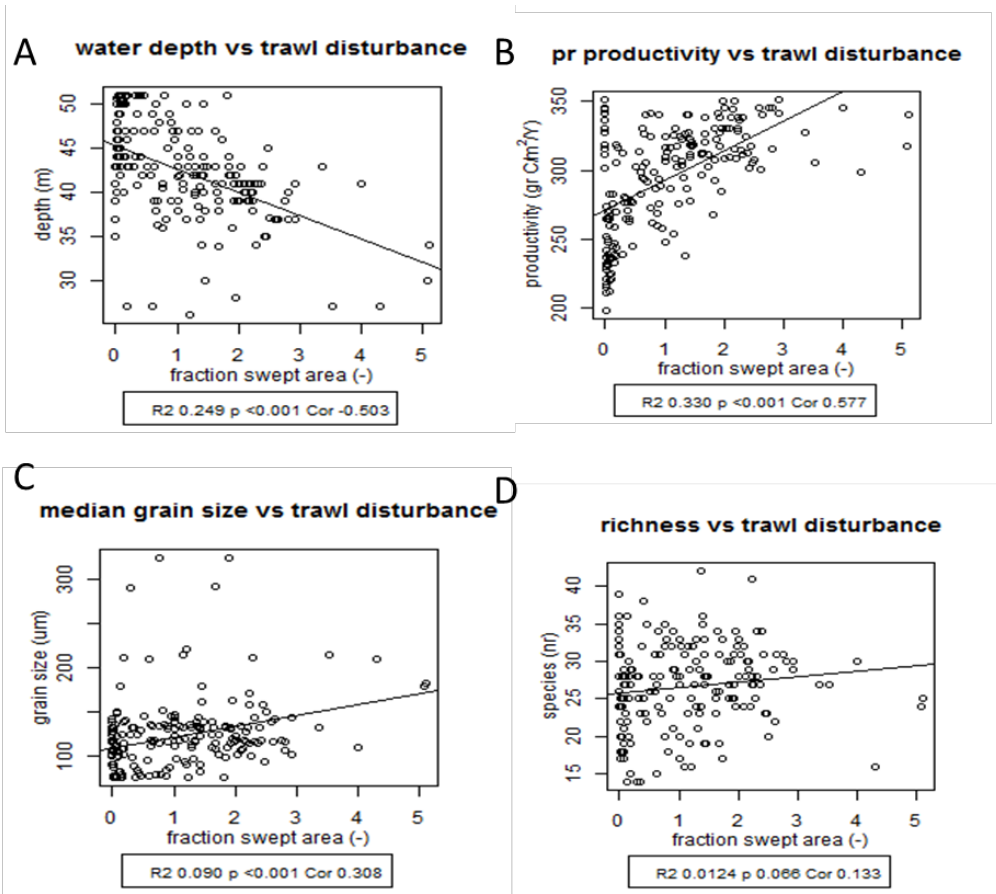 A
water depth vs trawl disturbance
depth (m)
50
45
40
35
30
0 1 2 3 4 5
fraction swept area (-)
R2 0.249 p <0.001 Cor -0.503
B
pr productivity vs trawl disturbance
productivity (gr C/m²/Y)
350
300
250
200
0 1 2 3 4 5
fraction swept area (-)
R2 0.330 p <0.001 Cor 0.577
C
median grain size vs trawl disturbance
grain size (um)
300
200
100
0 1 2 3 4 5
fraction swept area (-)
R2 0.090 p <0.001 Cor 0.308
D
richness vs trawl disturbance
species (nr)
40
35
30
25
20
15
0 1 2 3 4 5
fraction swept area (-)
R2 0.0124 p 0.066 Cor 0.133